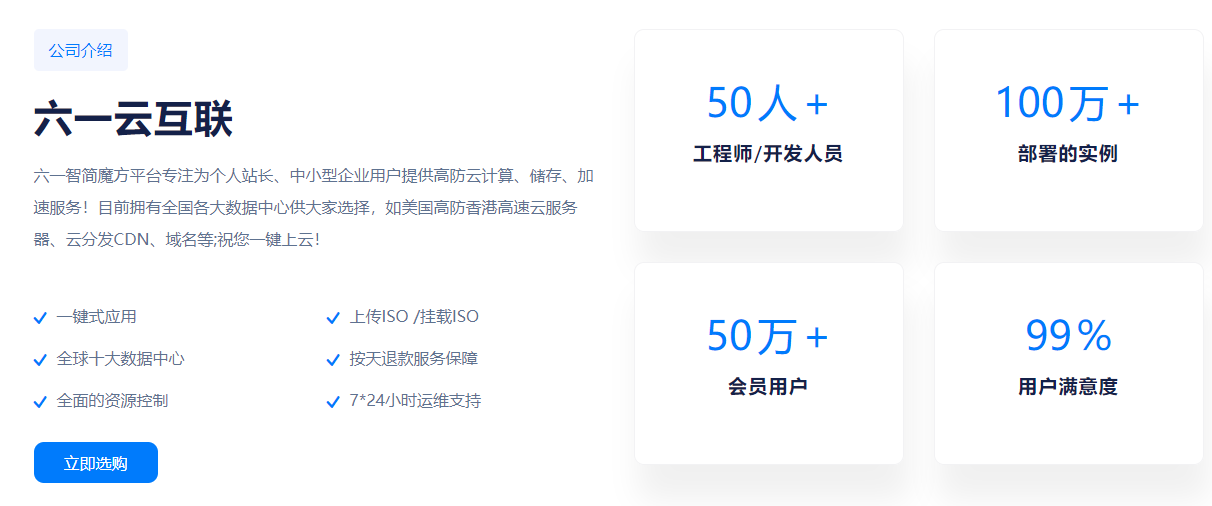 公司介绍
六一云互联
六一智简魔方平台专注为个人站长、中小型企业用户提供高防云计算、储存、加
速服务！目前拥有全国各大数据中心供大家选择，如美国高防香港高速云服务
器、云分发CDN、域名等;祝您一键上云！
一键式应用
上传ISO /挂载ISO
全球十大数据中心
按天退款服务保障
全面的资源控制
7*24小时运维支持
立即选购
50人+
工程师/开发人员
100万+
部署的实例
50万+
会员用户
99%
用户满意度